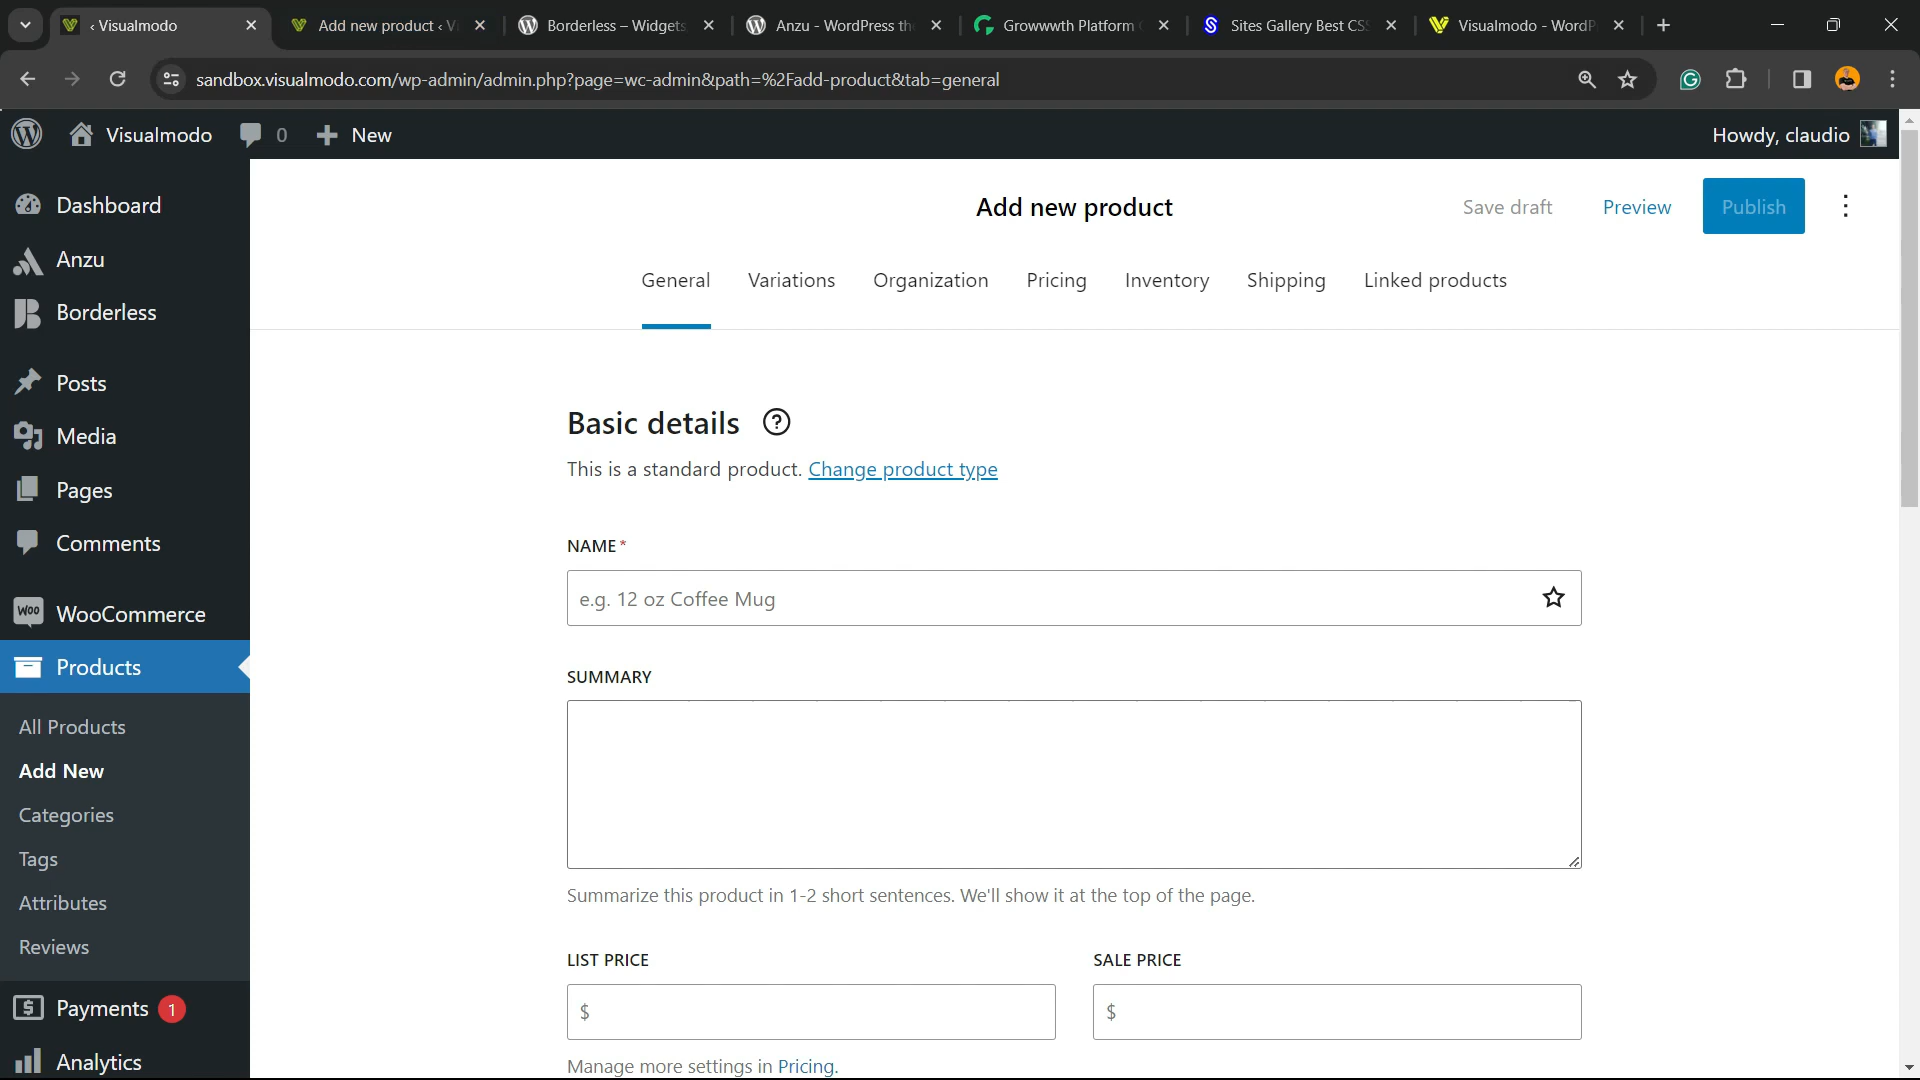 ‹ Visualmodo
Add new product ‹ Vi
Borderless – Widgets
Anzu - WordPress th
Growwwth Platform
Sites Gallery Best CSS
Visualmodo - WordP
sandbox.visualmodo.com/wp-admin/admin.php?page=wc-admin&path=%2Fadd-product&tab=general
Visualmodo
0
New
Howdy, claudio
Dashboard
Anzu
Borderless
Posts
Media
Pages
Comments
WOO
WooCommerce
Products
All Products
Add New
Categories
Tags
Attributes
Reviews
Payments 1
Analytics
Add new product
Save draft
Preview
Publish
General
Variations
Organization
Pricing
Inventory
Shipping
Linked products
Basic details
This is a standard product. Change product type
NAME *
e.g. 12 oz Coffee Mug
SUMMARY
Summarize this product in 1-2 short sentences. We'll show it at the top of the page.
LIST PRICE
SALE PRICE
$
$
Manage more settings in Pricing.